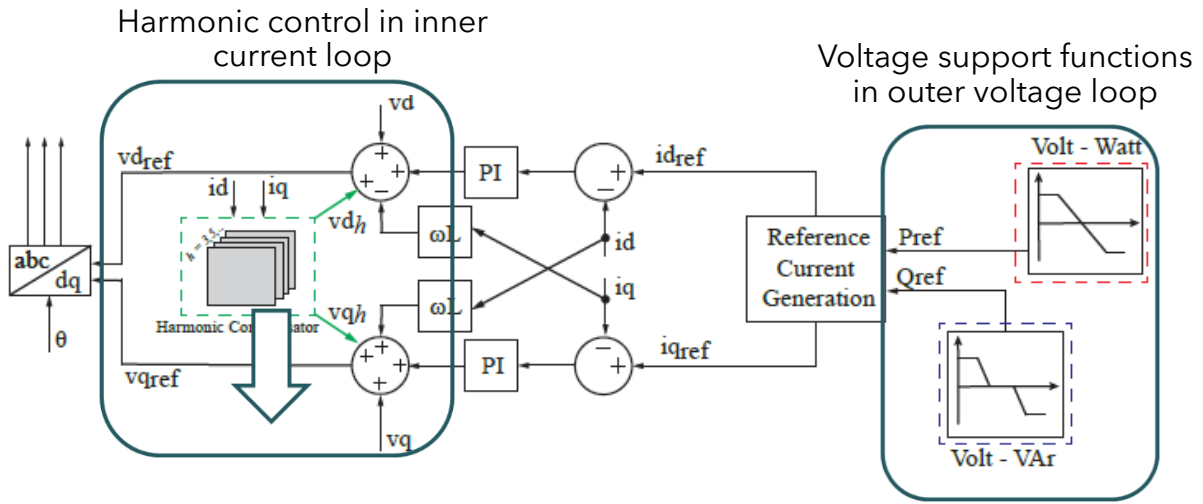 Harmonic control in inner
current loop
Voltage support functions
in outer voltage loop
vd
Volt - Watt
vdref
id
iq
PI
idref
+
+
+
−
+
−
vdh
h = 3,5,..
ωL
abc
dq
id
iq
Reference
Current
Generation
Pref
Qref
ωL
vqh
Harmonic
θ
vqref
+
+
+
+
PI
−
+
iqref
vq
Volt - VAr